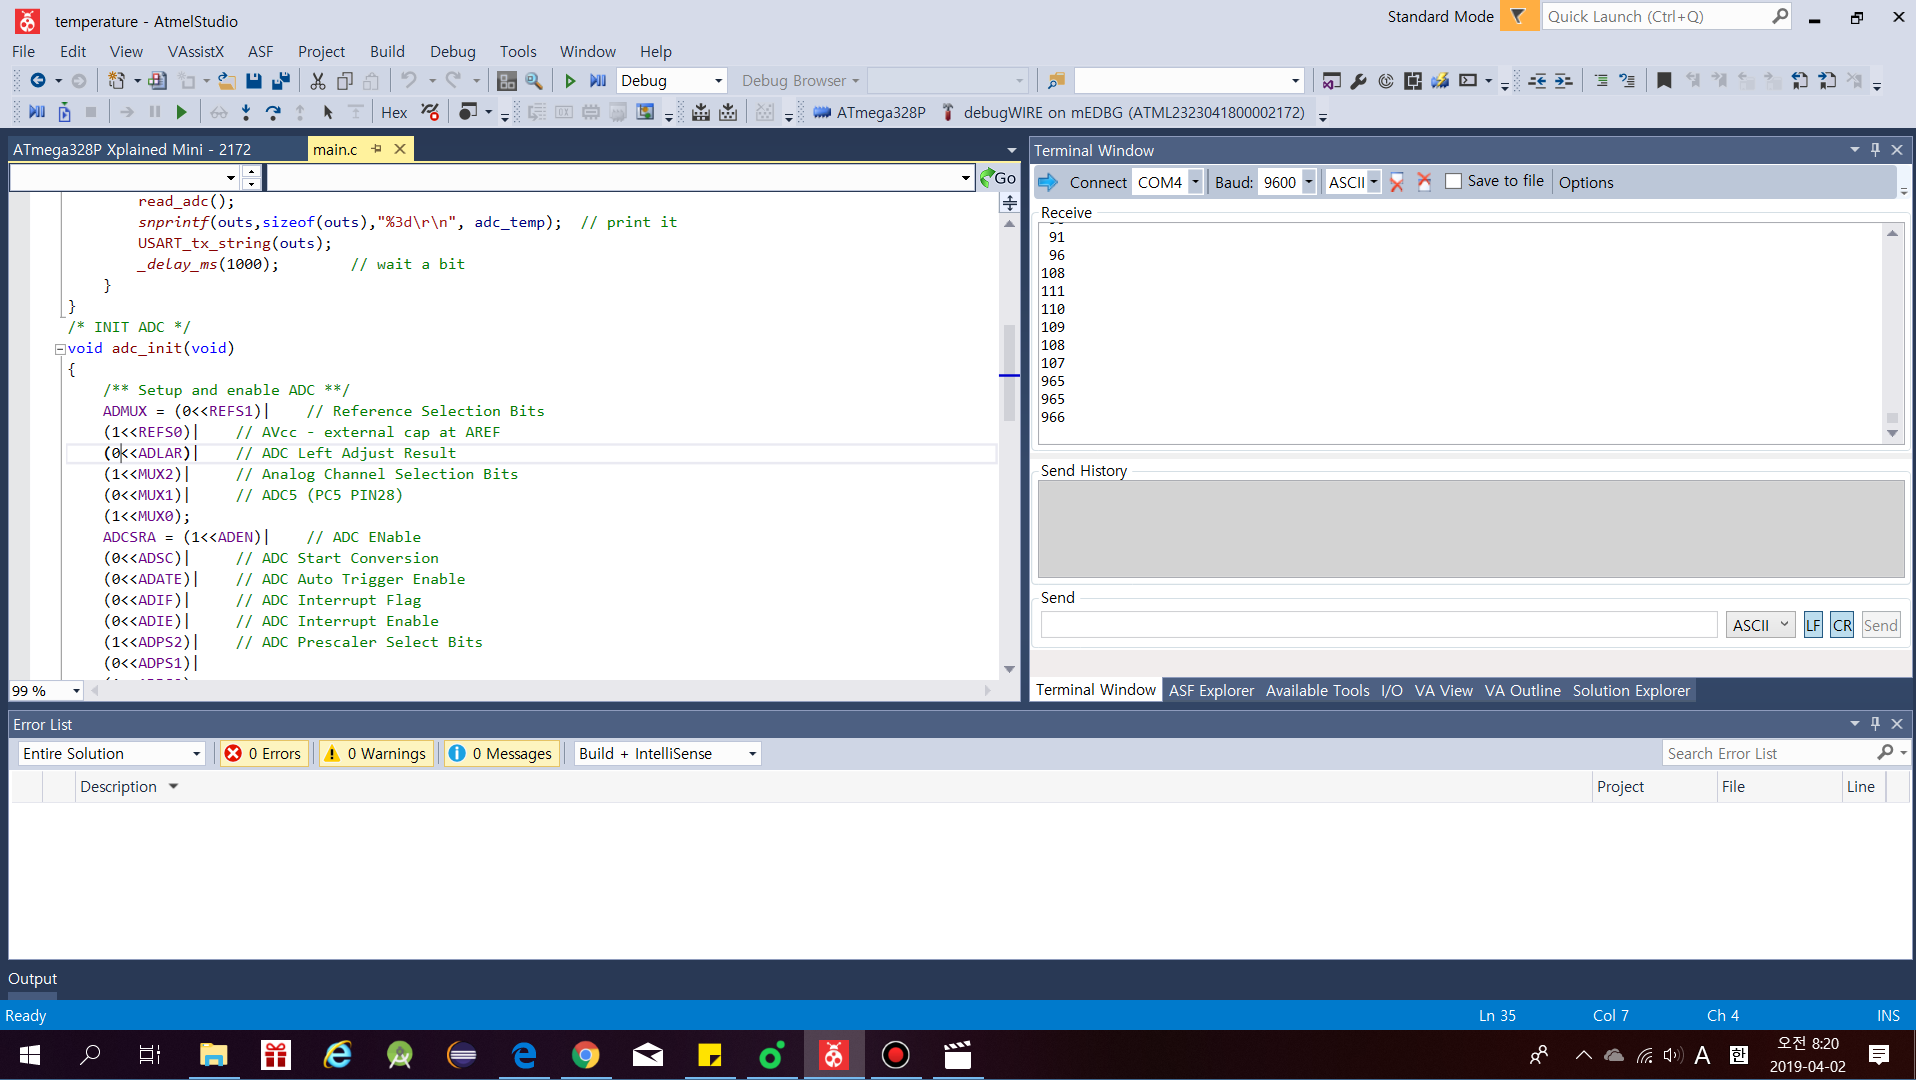 temperature - AtmelStudio
Standard Mode
Quick Launch (Ctrl+Q)
File Edit View VAssistX ASF Project Build Debug Tools Window Help
Debug
Debug Browser
Hex
ATmega328P
debugWIRE on mEDBG (ATML2323041800002172)
ATmega328P Xplained Mini - 2172
main.c
Go
read_adc();
snprintf(outs,sizeof(outs),"%3d\r\n", adc_temp);  // print it
USART_tx_string(outs);
_delay_ms(1000);        // wait a bit
}
}
/* INIT ADC */
void adc_init(void)
{
/** Setup and enable ADC **/
ADMUX = (0<<REFS1)|    // Reference Selection Bits
(1<<REFS0)|    // AVcc - external cap at AREF
(0<<ADLAR)|    // ADC Left Adjust Result
(1<<MUX2)|     // Analog Channel Selection Bits
(0<<MUX1)|     // ADC5 (PC5 PIN28)
(1<<MUX0);
ADCSRA = (1<<ADEN)|    // ADC ENable
(0<<ADSC)|     // ADC Start Conversion
(0<<ADATE)|    // ADC Auto Trigger Enable
(0<<ADIF)|     // ADC Interrupt Flag
(0<<ADIE)|     // ADC Interrupt Enable
(1<<ADPS2)|    // ADC Prescaler Select Bits
(0<<ADPS1)|
99 %
Terminal Window
Connect COM4 Baud: 9600 ASCII Save to file Options
Receive
91
96
108
111
110
109
108
107
965
965
966
Send History
Send
ASCII LF CR Send
Terminal Window ASF Explorer Available Tools I/O VA View VA Outline Solution Explorer
Error List
Entire Solution 0 Errors 0 Warnings 0 Messages Build + IntelliSense
Search Error List
Description Project File Line
Output
Ready Ln 35 Col 7 Ch 4 INS
A 한 오전 8:20
2019-04-02